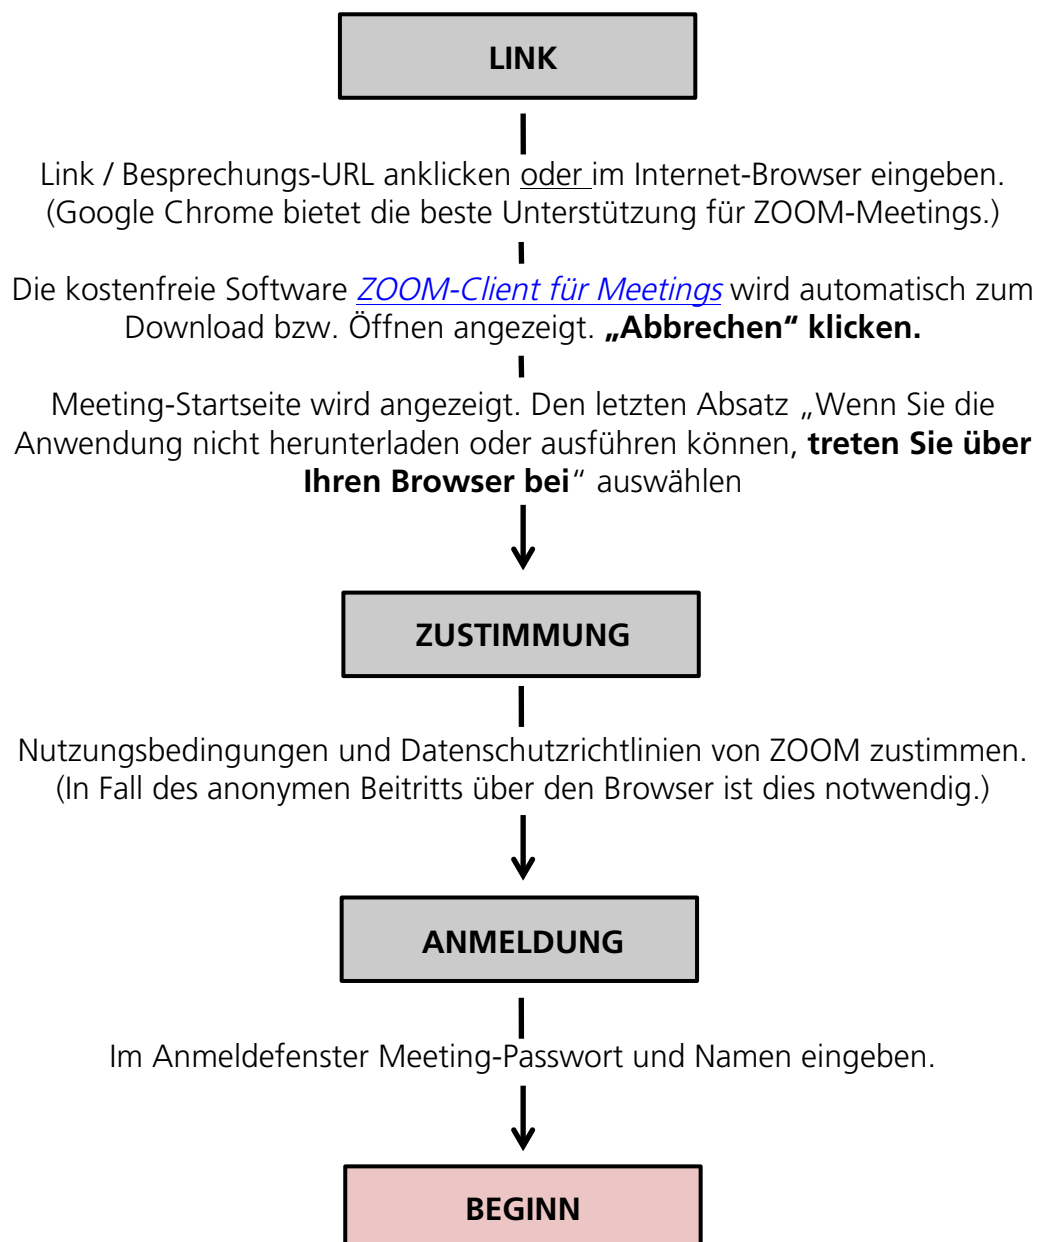 LINK
Link / Besprechungs-URL anklicken oder im Internet-Browser eingeben.
(Google Chrome bietet die beste Unterstützung für ZOOM-Meetings.)
Die kostenfreie Software ZOOM-Client für Meetings wird automatisch zum
Download bzw. Öffnen angezeigt. „Abbrechen“ klicken.
Meeting-Startseite wird angezeigt. Den letzten Absatz „Wenn Sie die
Anwendung nicht herunterladen oder ausführen können, treten Sie über
Ihren Browser bei“ auswählen
ZUSTIMMUNG
Nutzungsbedingungen und Datenschutzrichtlinien von ZOOM zustimmen.
(In Fall des anonymen Beitritts über den Browser ist dies notwendig.)
ANMELDUNG
Im Anmeldefenster Meeting-Passwort und Namen eingeben.
BEGINN